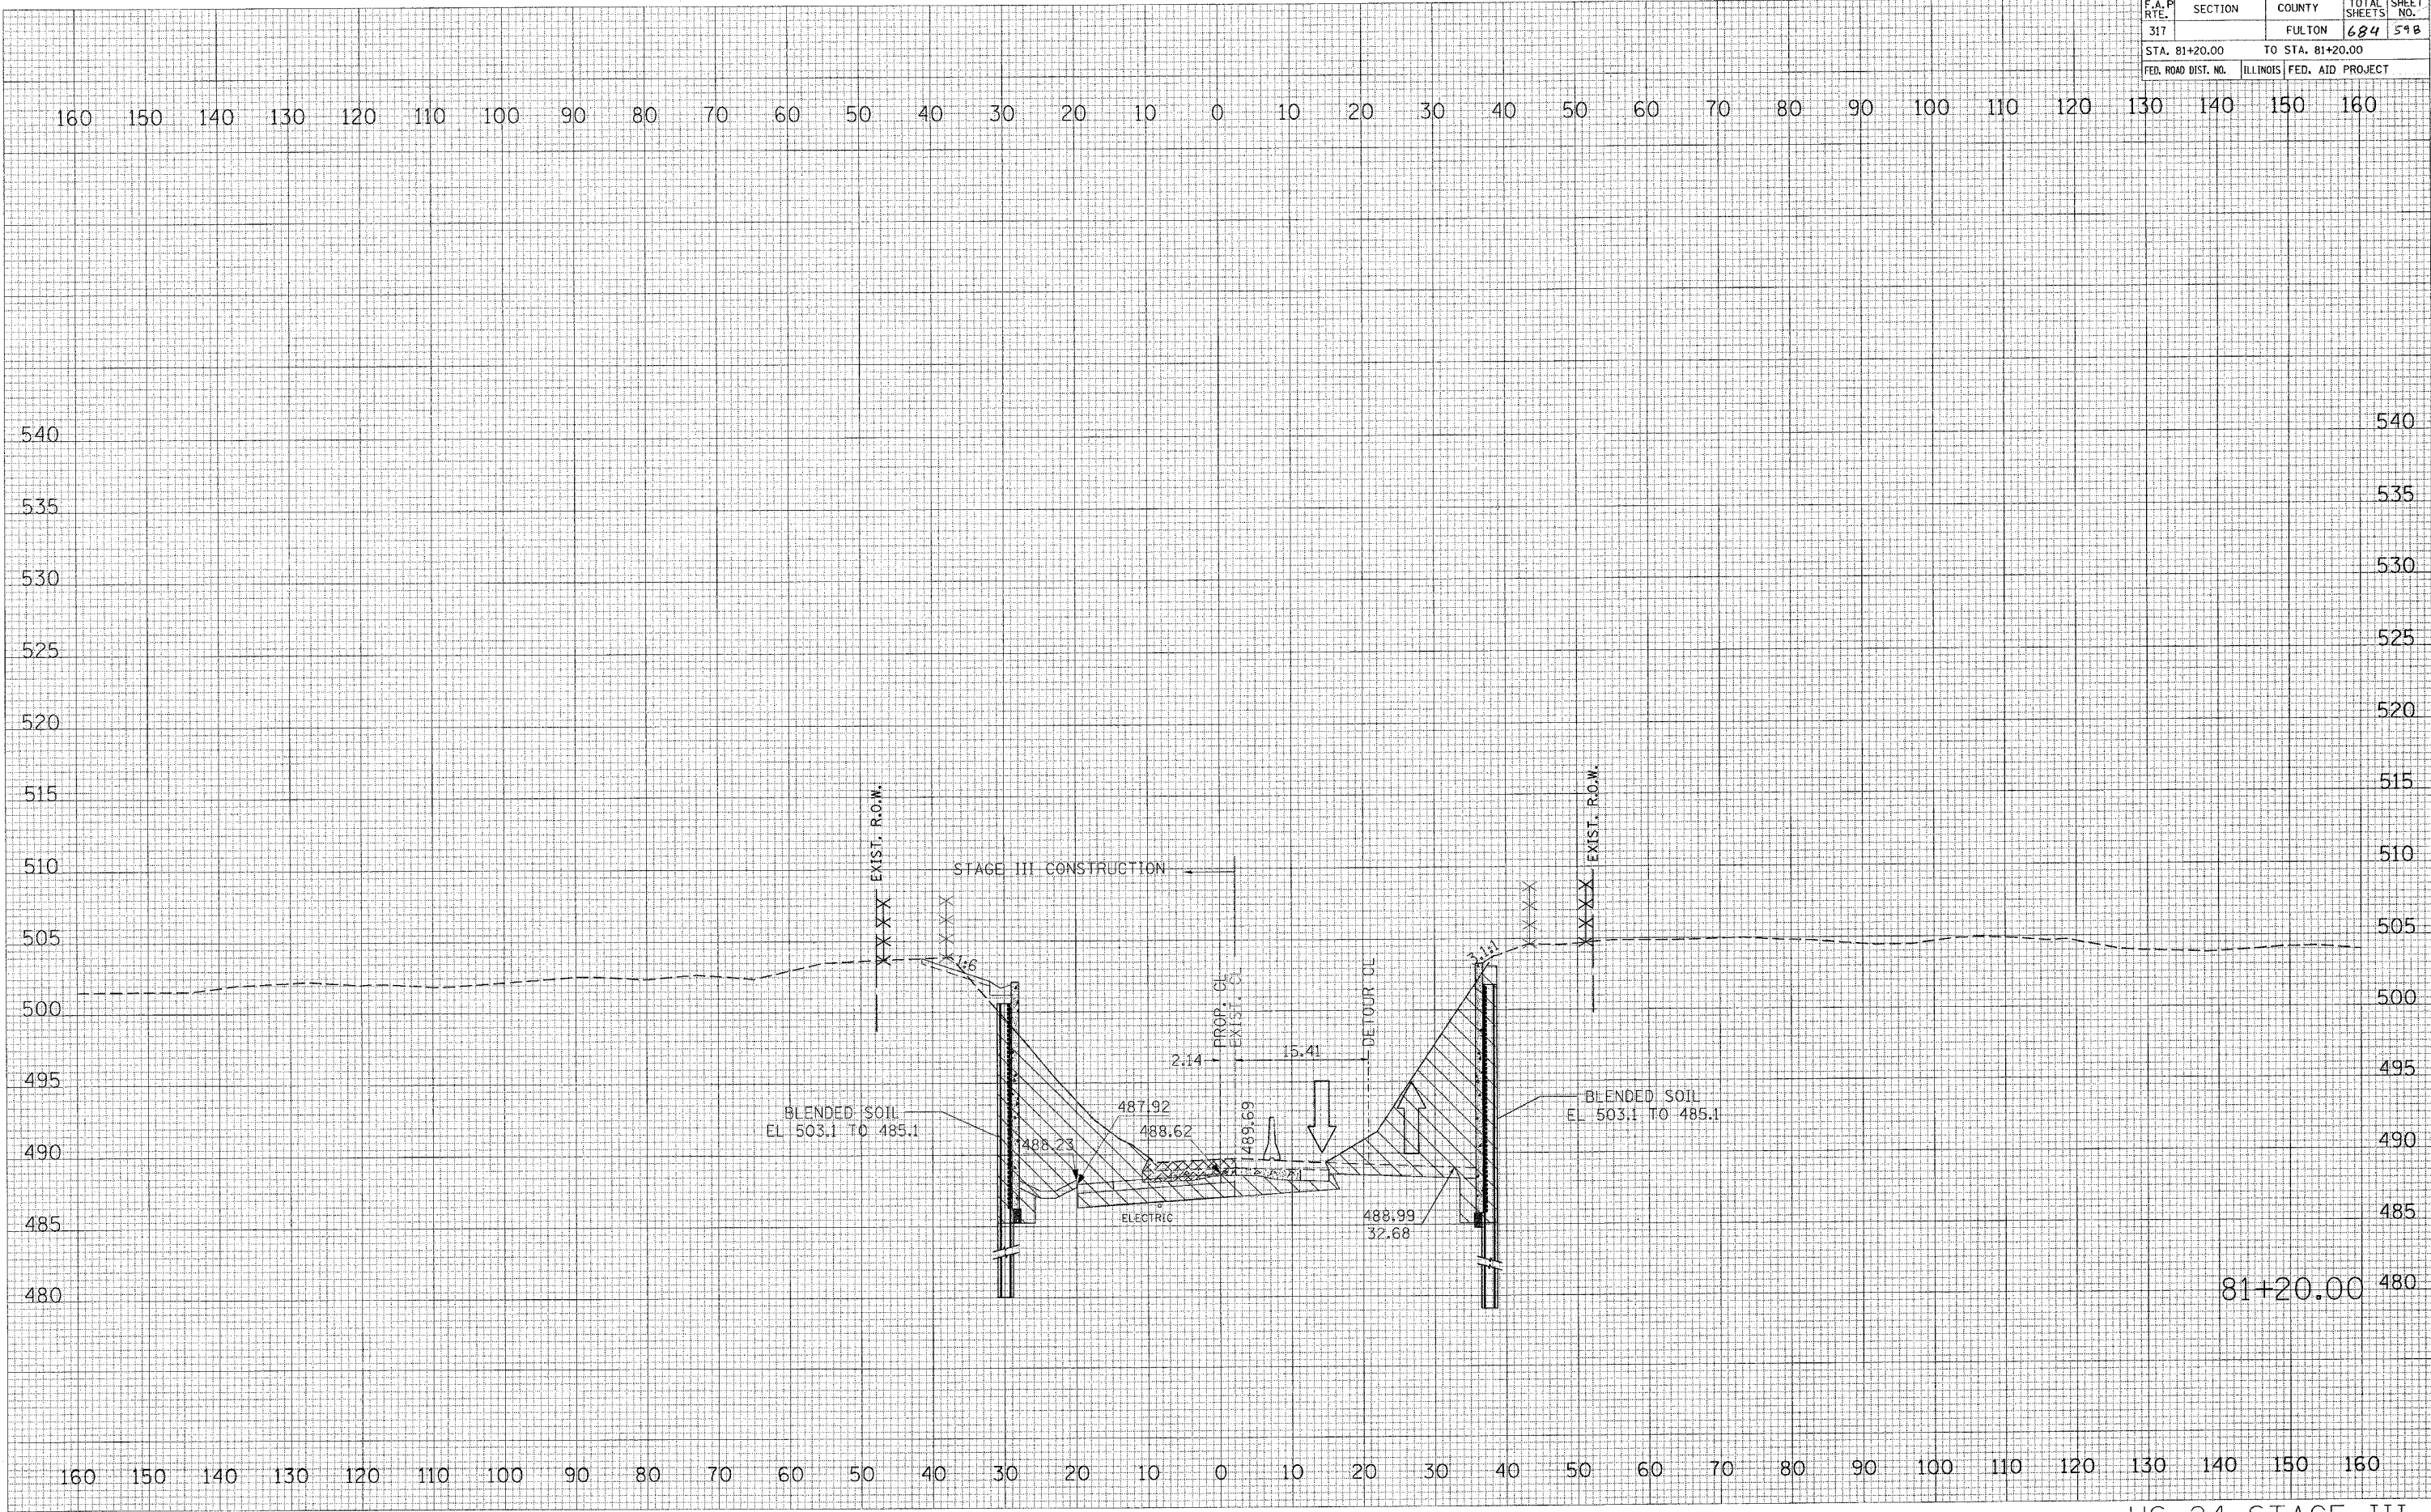 F.A.P. RTE. SECTION COUNTY TOTAL SHEETS SHEET NO.
317 FULTON 684 598
STA. 81+20.00 TO STA. 81+20.00
FED. ROAD DIST. NO. ILLINOIS FED. AID PROJECT
160 150 140 130 120 110 100 90 80 70 60 50 40 30 20 10 0 10 20 30 40 50 60 70 80 90 100 110 120 130 140 150 160
540 540
535 535
530 530
525 525
520 520
515 515
510 510
505 505
500 500
495 495
490 490
485 485
480 480
EXIST. R.O.W.
EXIST. R.O.W.
STAGE III CONSTRUCTION
1:6
3.1:1
PROP. CL
EXIST. CL
DETOUR CL
2.14
15.41
BLENDED SOIL
EL 503.1 TO 485.1
BLENDED SOIL
EL 503.1 TO 485.1
487.92
488.62
488.23
489.69
ELECTRIC
488.99
32.68
81+20.00
160 150 140 130 120 110 100 90 80 70 60 50 40 30 20 10 0 10 20 30 40 50 60 70 80 90 100 110 120 130 140 150 160
US 24 STAGE III